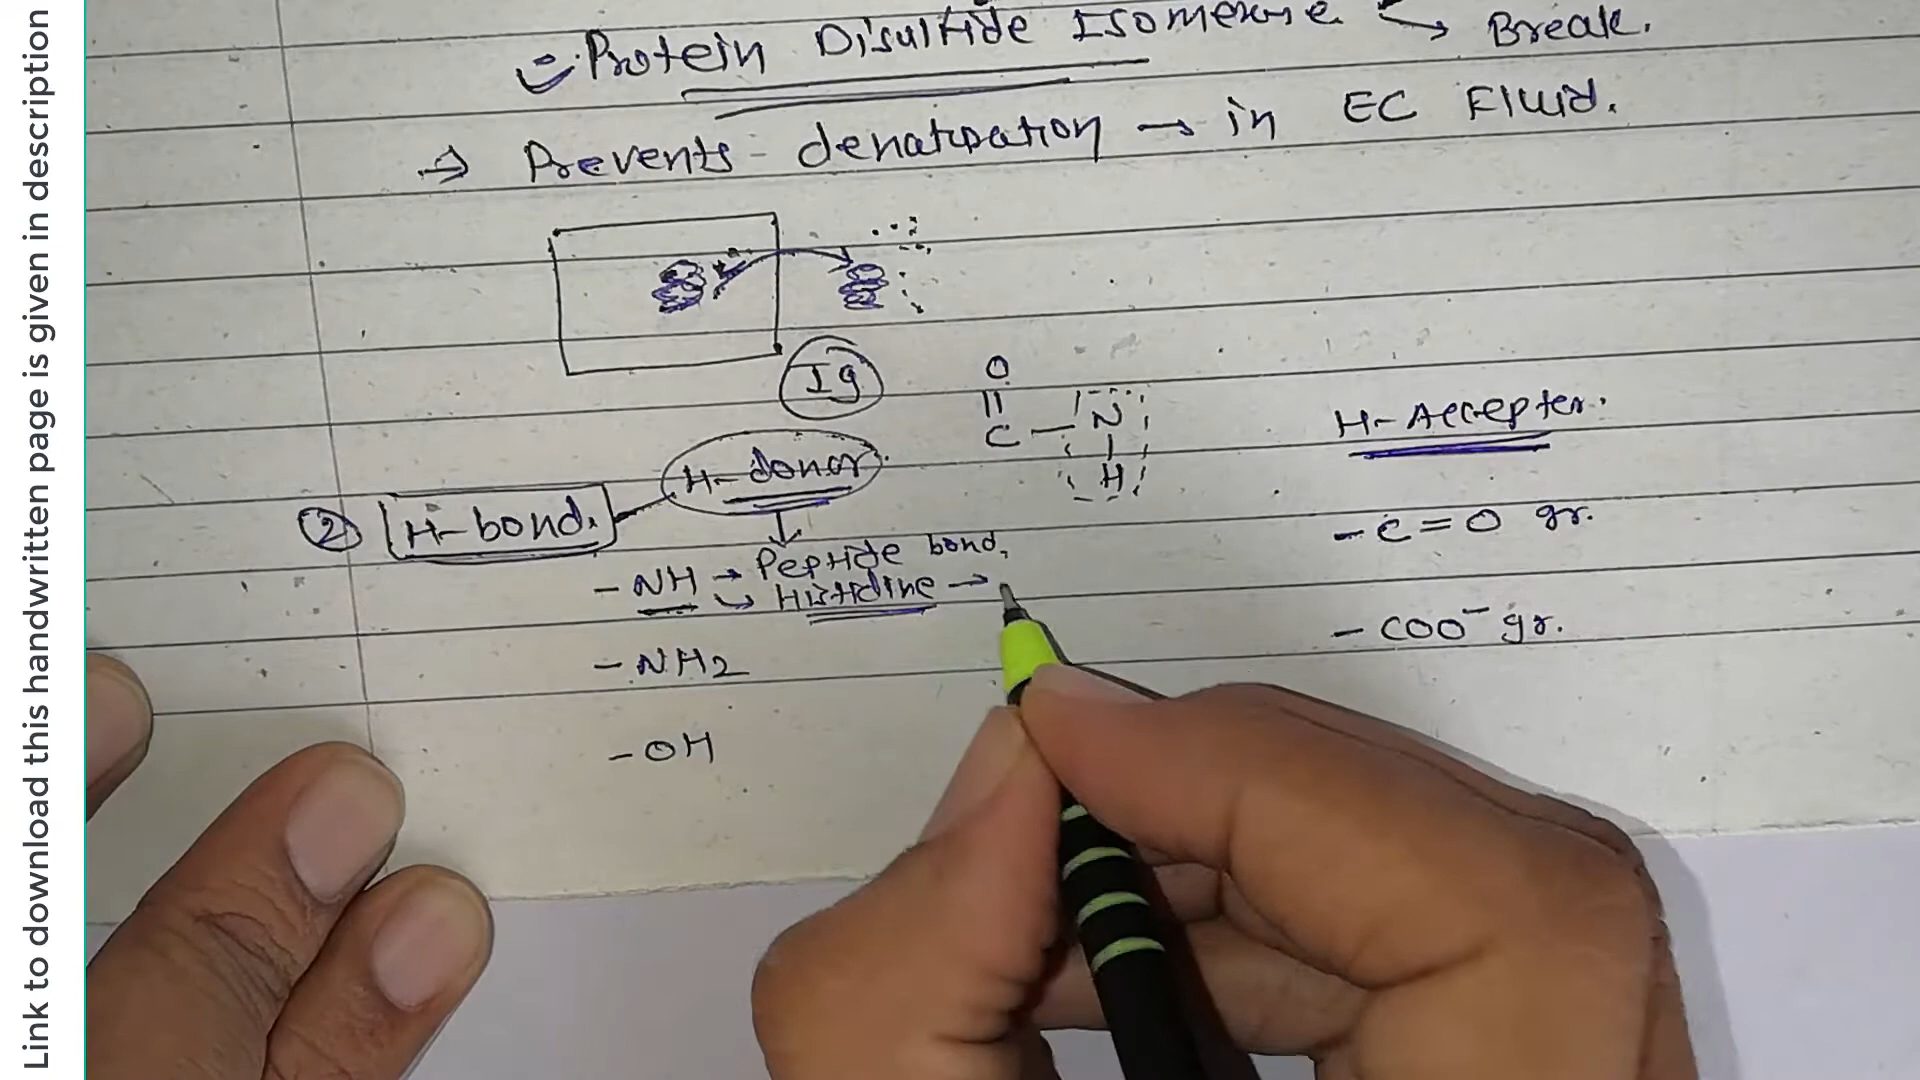 Link to download this handwritten page is given in description
Protein Disulfide Isomerase → Break.
→ Prevents - denaturation → in EC Fluid.
Ig
O
||
C — N
|
H
H-Accepter.
② H-bond. H-donor.
- C = O gr.
- NH → Peptide bond,
→ Histidine →
- COO⁻ gr.
- NH2
- OH